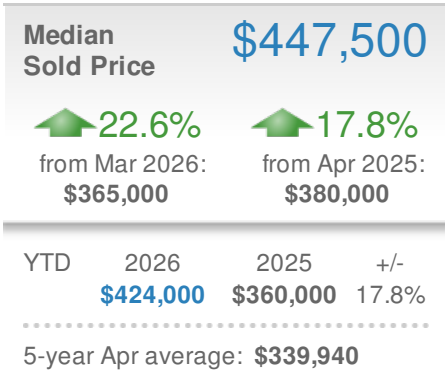 Median $447,500
Sold Price
22.6% 17.8%
from Mar 2026: from Apr 2025:
$365,000 $380,000
YTD 2026 2025 +/-
$424,000 $360,000 17.8%
5-year Apr average: $339,940